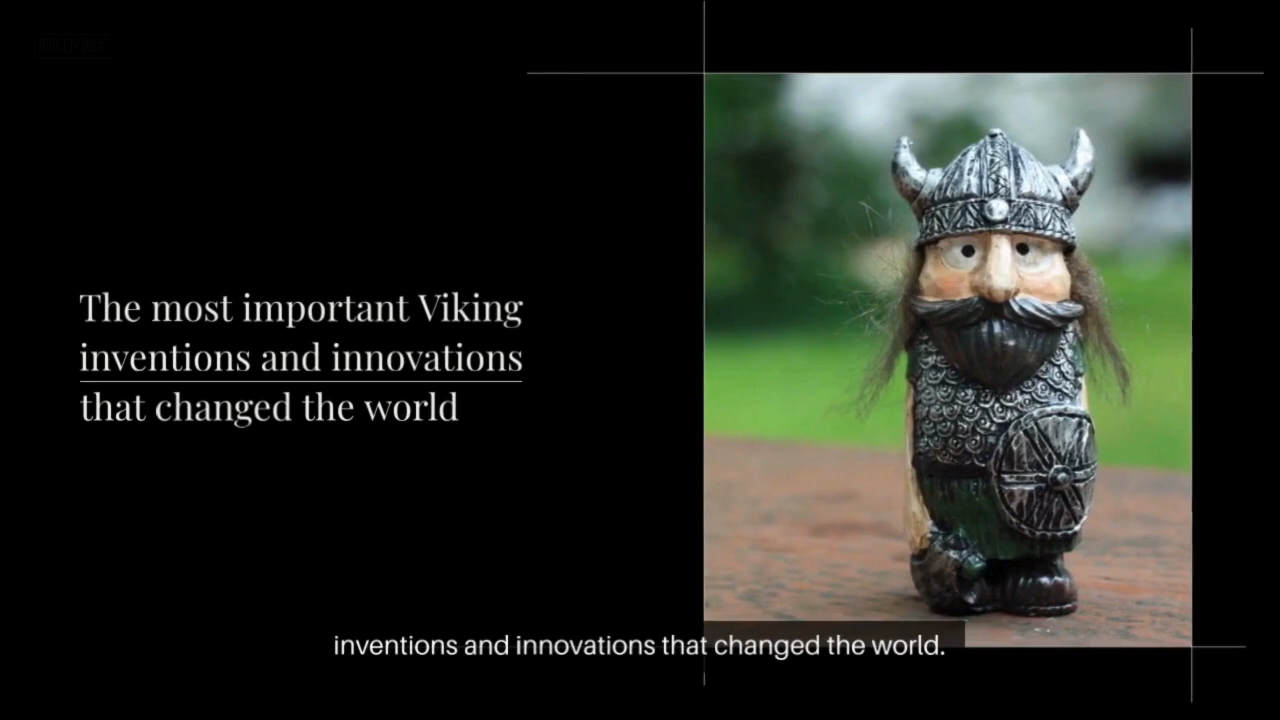 The most important Viking
inventions and innovations
that changed the world
inventions and innovations that changed the world.